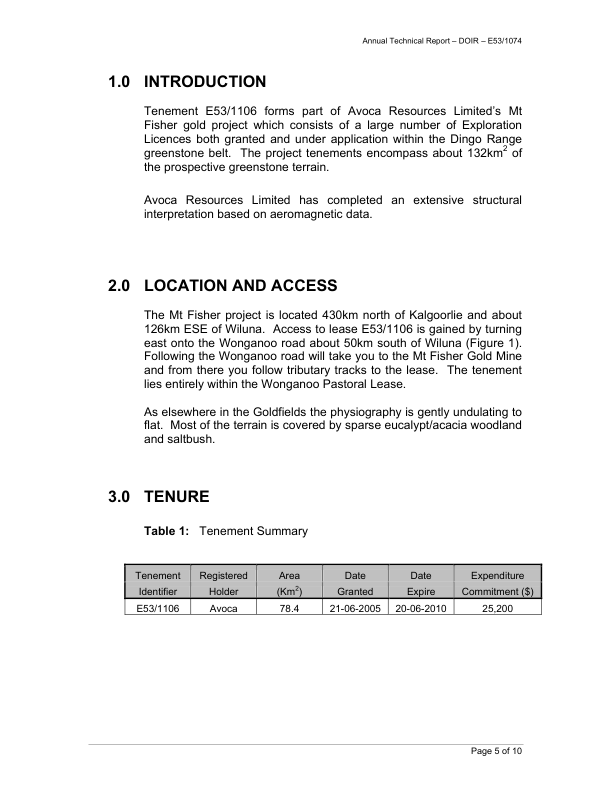 Annual Technical Report – DOIR – E53/1074
1.0 INTRODUCTION
Tenement E53/1106 forms part of Avoca Resources Limited's Mt
Fisher gold project which consists of a large number of Exploration
Licences both granted and under application within the Dingo Range
greenstone belt. The project tenements encompass about 132km² of
the prospective greenstone terrain.
Avoca Resources Limited has completed an extensive structural
interpretation based on aeromagnetic data.
2.0 LOCATION AND ACCESS
The Mt Fisher project is located 430km north of Kalgoorlie and about
126km ESE of Wiluna. Access to lease E53/1106 is gained by turning
east onto the Wonganoo road about 50km south of Wiluna (Figure 1).
Following the Wonganoo road will take you to the Mt Fisher Gold Mine
and from there you follow tributary tracks to the lease. The tenement
lies entirely within the Wonganoo Pastoral Lease.
As elsewhere in the Goldfields the physiography is gently undulating to
flat. Most of the terrain is covered by sparse eucalypt/acacia woodland
and saltbush.
3.0 TENURE
Table 1: Tenement Summary
Tenement Registered Area Date Date Expenditure
Identifier Holder (Km²) Granted Expire Commitment ($)
E53/1106 Avoca 78.4 21-06-2005 20-06-2010 25,200
Page 5 of 10